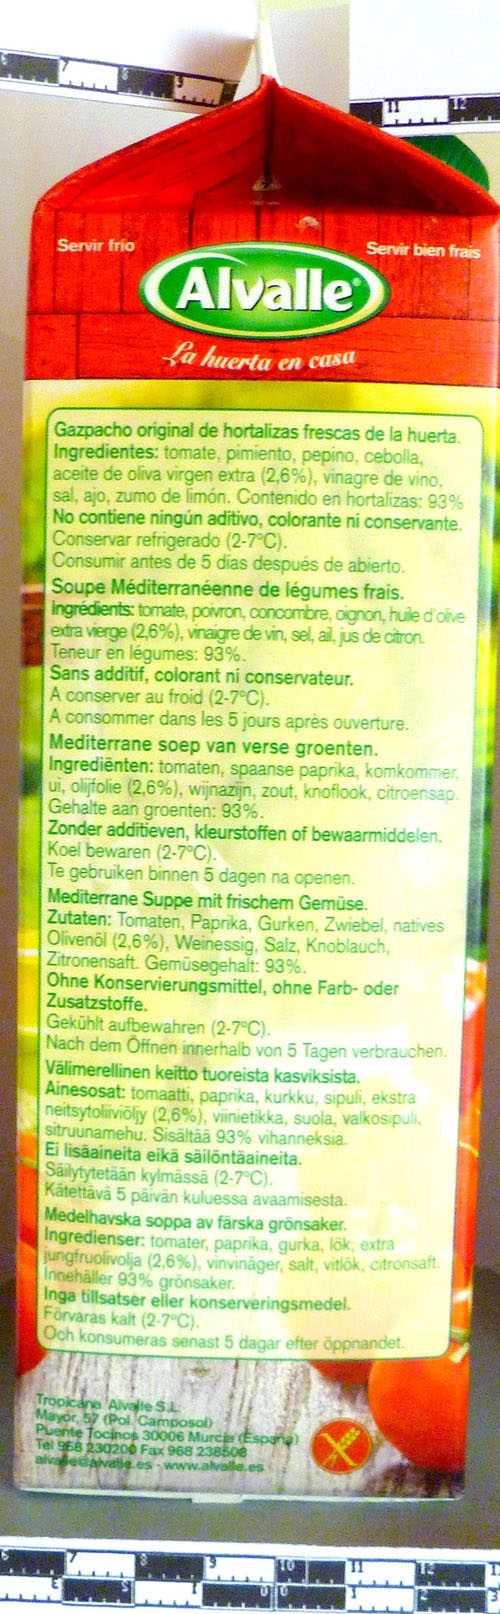 Servir frío
Servir bien frais
Alvalle®
La huerta en casa
Gazpacho original de hortalizas frescas de la huerta.
Ingredientes: tomate, pimiento, pepino, cebolla,
aceite de oliva virgen extra (2,6%), vinagre de vino,
sal, ajo, zumo de limón. Contenido en hortalizas: 93%
No contiene ningún aditivo, colorante ni conservante.
Conservar refrigerado (2-7ºC).
Consumir antes de 5 días después de abierto.
Soupe Méditerranéenne de légumes frais.
Ingrédients: tomate, poivron, concombre, oignon, huile d'olive
extra vierge (2,6%), vinaigre de vin, sel, ail, jus de citron.
Teneur en légumes: 93%.
Sans additif, colorant ni conservateur.
A conserver au froid (2-7ºC).
A consommer dans les 5 jours après ouverture.
Mediterrane soep van verse groenten.
Ingrediënten: tomaten, spaanse paprika, komkommer,
ui, olijfolie (2,6%), wijnazijn, zout, knoflook, citroensap.
Gehalte aan groenten: 93%.
Zonder additieven, kleurstoffen of bewaarmiddelen.
Koel bewaren (2-7ºC).
Te gebruiken binnen 5 dagen na openen.
Mediterrane Suppe mit frischem Gemüse.
Zutaten: Tomaten, Paprika, Gurken, Zwiebel, natives
Olivenöl (2,6%), Weinessig, Salz, Knoblauch,
Zitronensaft. Gemüsegehalt: 93%.
Ohne Konservierungsmittel, ohne Farb- oder
Zusatzstoffe.
Gekühlt aufbewahren (2-7ºC).
Nach dem Öffnen innerhalb von 5 Tagen verbrauchen.
Välimerellinen keitto tuoreista kasviksista.
Ainesosat: tomaatti, paprika, kurkku, sipuli, ekstra
neitsytoliiviöljy (2,6%), viinietikka, suola, valkosipuli,
sitruunamehu. Sisältää 93% vihanneksia.
Ei lisäaineita eikä säilöntäaineita.
Säilytytetään kylmässä (2-7ºC).
Kätettävä 5 päivän kuluessa avaamisesta.
Medelhavska soppa av färska grönsaker.
Ingredienser: tomater, paprika, gurka, lök, extra
jungfruolivolja (2,6%), vinvinäger, salt, vitlök, citronsaft.
Innehåller 93% grönsaker.
Inga tillsatser eller konserveringsmedel.
Förvaras kalt (2-7ºC).
Och konsumeras senast 5 dagar efter öppnandet.
Tropicana Alvalle S.L.
Mayor, 57 (Pol. Camposol)
Puente Tocinos 30006 Murcia (España)
Tel 968 230200 Fax 968 238508
alvalle@alvalle.es - www.alvalle.es